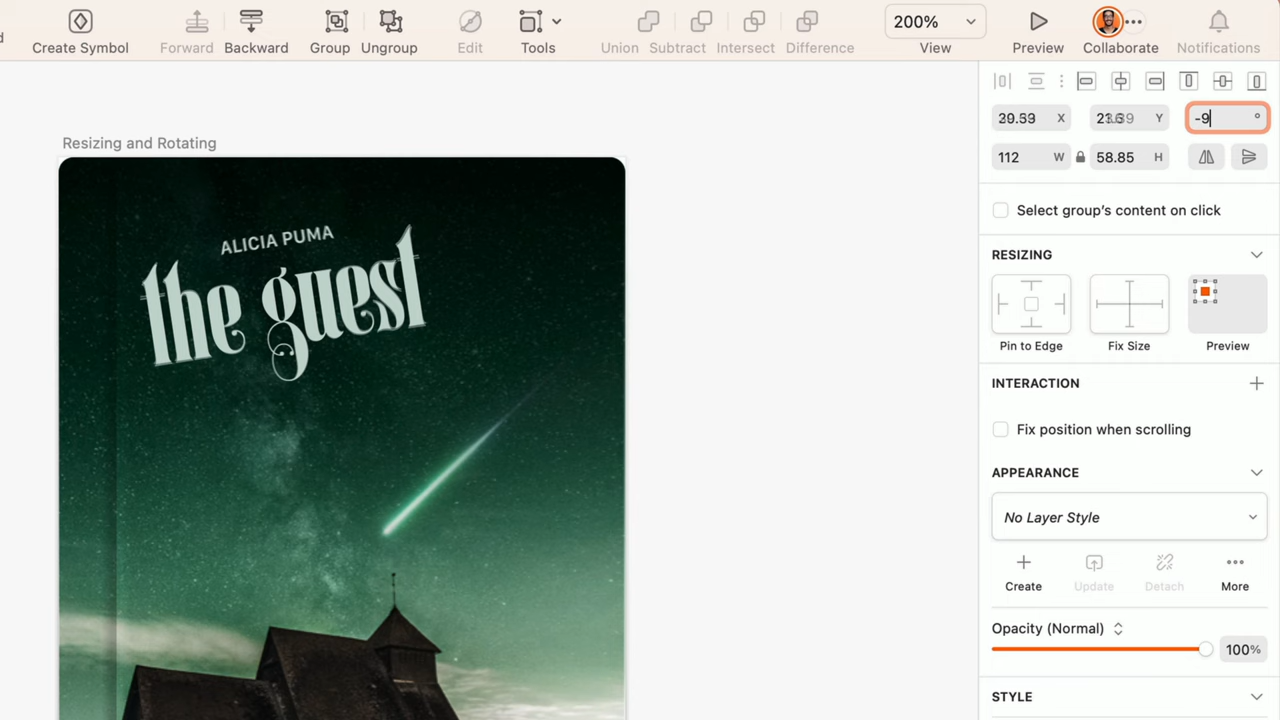 Create Symbol
Forward
Backward
Group
Ungroup
Edit
Tools
Union
Subtract
Intersect
Difference
200%
View
Preview
Collaborate
Notifications
X
Y
-9
°
112 W
58.85 H
Resizing and Rotating
ALICIA PUMA
the guest
Select group's content on click
RESIZING
Pin to Edge
Fix Size
Preview
INTERACTION
Fix position when scrolling
APPEARANCE
No Layer Style
Create
Update
Detach
More
Opacity (Normal)
100%
STYLE